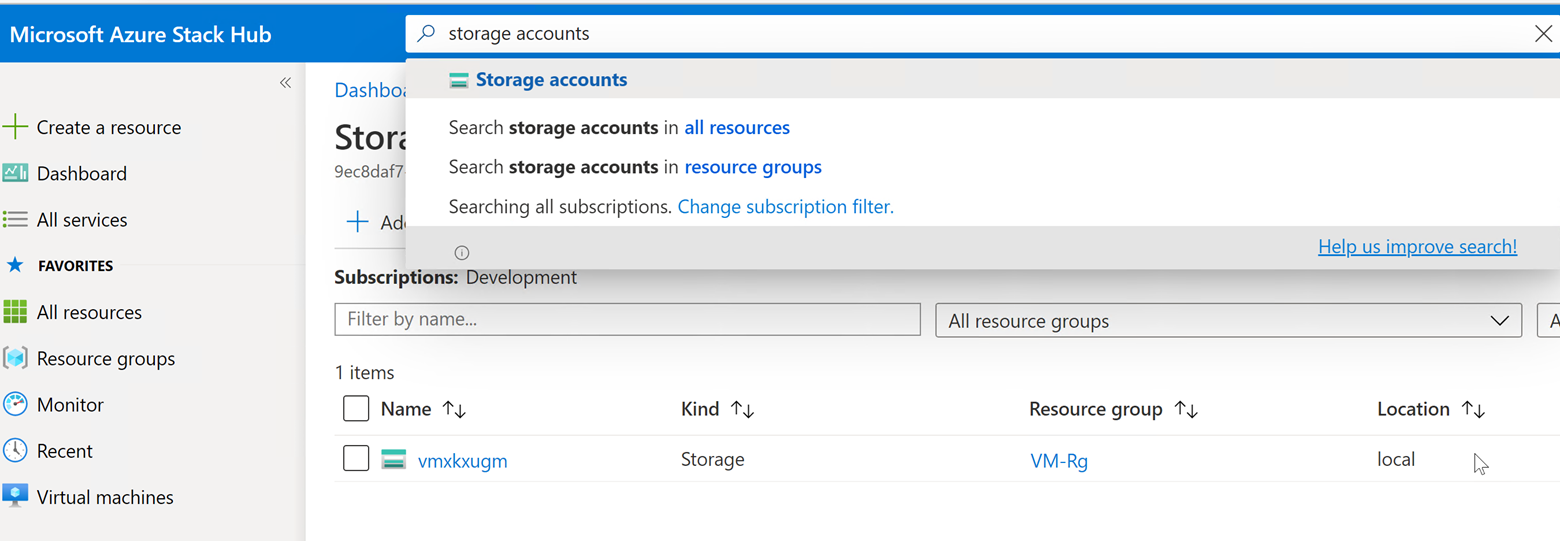 Microsoft Azure Stack Hub
storage accounts
Storage accounts
Search storage accounts in all resources
Search storage accounts in resource groups
Searching all subscriptions. Change subscription filter.
Help us improve search!
Create a resource
Dashboard
All services
FAVORITES
All resources
Resource groups
Monitor
Recent
Virtual machines
Dashboa
Stora
9ec8daf7-
Subscriptions: Development
Filter by name...
All resource groups
1 items
Name Kind Resource group Location
vmxkxugm Storage VM-Rg local